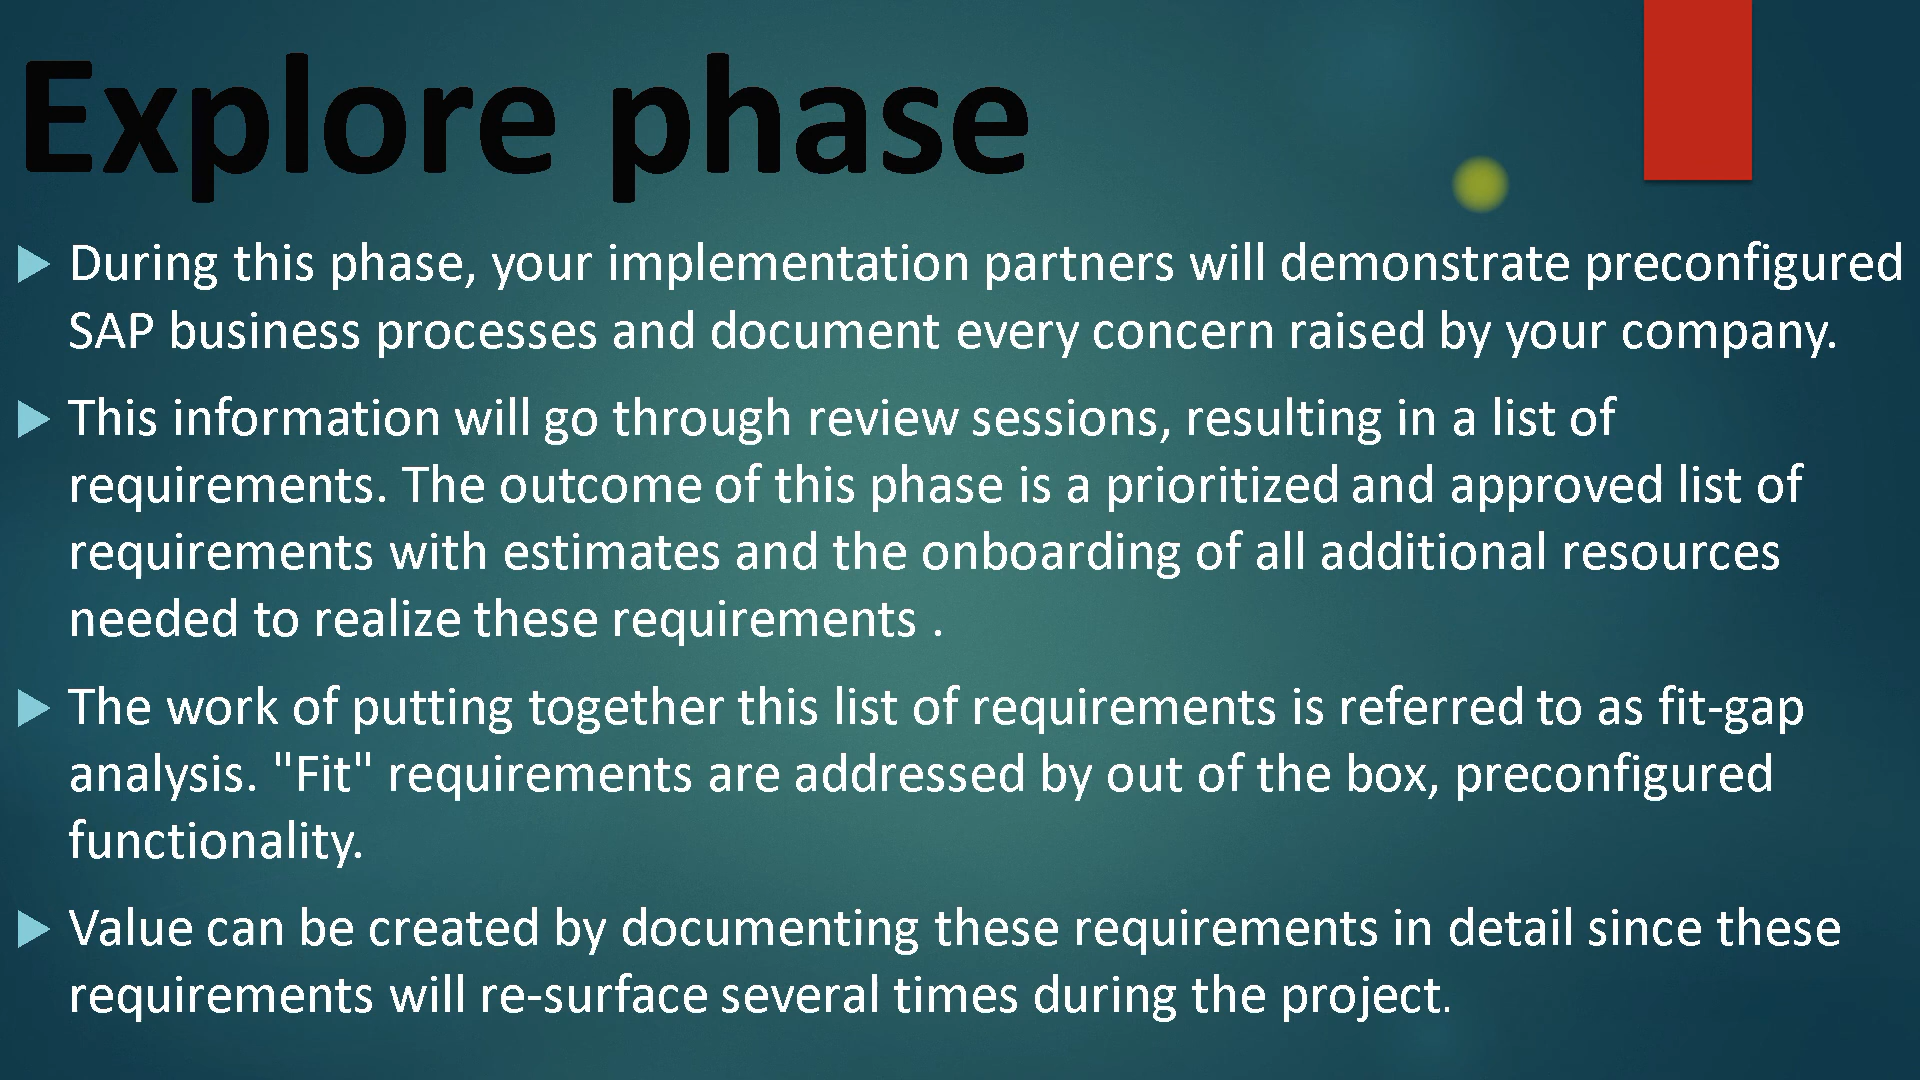 Explore phase
During this phase, your implementation partners will demonstrate preconfigured
SAP business processes and document every concern raised by your company.
This information will go through review sessions, resulting in a list of
requirements. The outcome of this phase is a prioritized and approved list of
requirements with estimates and the onboarding of all additional resources
needed to realize these requirements .
The work of putting together this list of requirements is referred to as fit-gap
analysis. "Fit" requirements are addressed by out of the box, preconfigured
functionality.
Value can be created by documenting these requirements in detail since these
requirements will re-surface several times during the project.